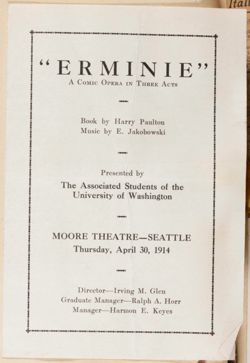 "ERMINIE"
A Comic Opera in Three Acts
Book by Harry Paulton
Music by E. Jakobowski
Presented by
The Associated Students of the
University of Washington
MOORE THEATRE—SEATTLE
Thursday, April 30, 1914
Director—Irving M. Glen
Graduate Manager—Ralph A. Horr
Manager—Harmon E. Keyes